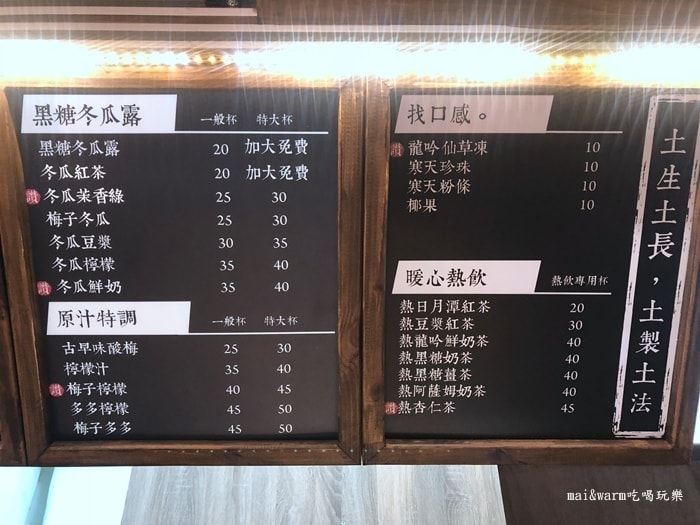 黑糖冬瓜露 一般杯 特大杯
黑糖冬瓜露 20 加大免費
冬瓜紅茶 20 加大免費
讚 冬瓜茉香綠 25 30
梅子冬瓜 25 30
冬瓜豆漿 30 35
冬瓜檸檬 35 40
讚 冬瓜鮮奶 35 40
原汁特調 一般杯 特大杯
古早味酸梅 25 30
檸檬汁 35 40
讚 梅子檸檬 40 45
多多檸檬 45 50
梅子多多 45 50
找口感。
讚 龍吟仙草凍 10
寒天珍珠 10
寒天粉條 10
椰果 10
暖心熱飲 熱飲專用杯
熱日月潭紅茶 20
熱豆漿紅茶 30
熱龍吟鮮奶茶 40
熱黑糖奶茶 40
熱黑糖薑茶 40
熱阿薩姆奶茶 40
讚 熱杏仁茶 45
土生土長，土製土法
mai&warm吃喝玩樂